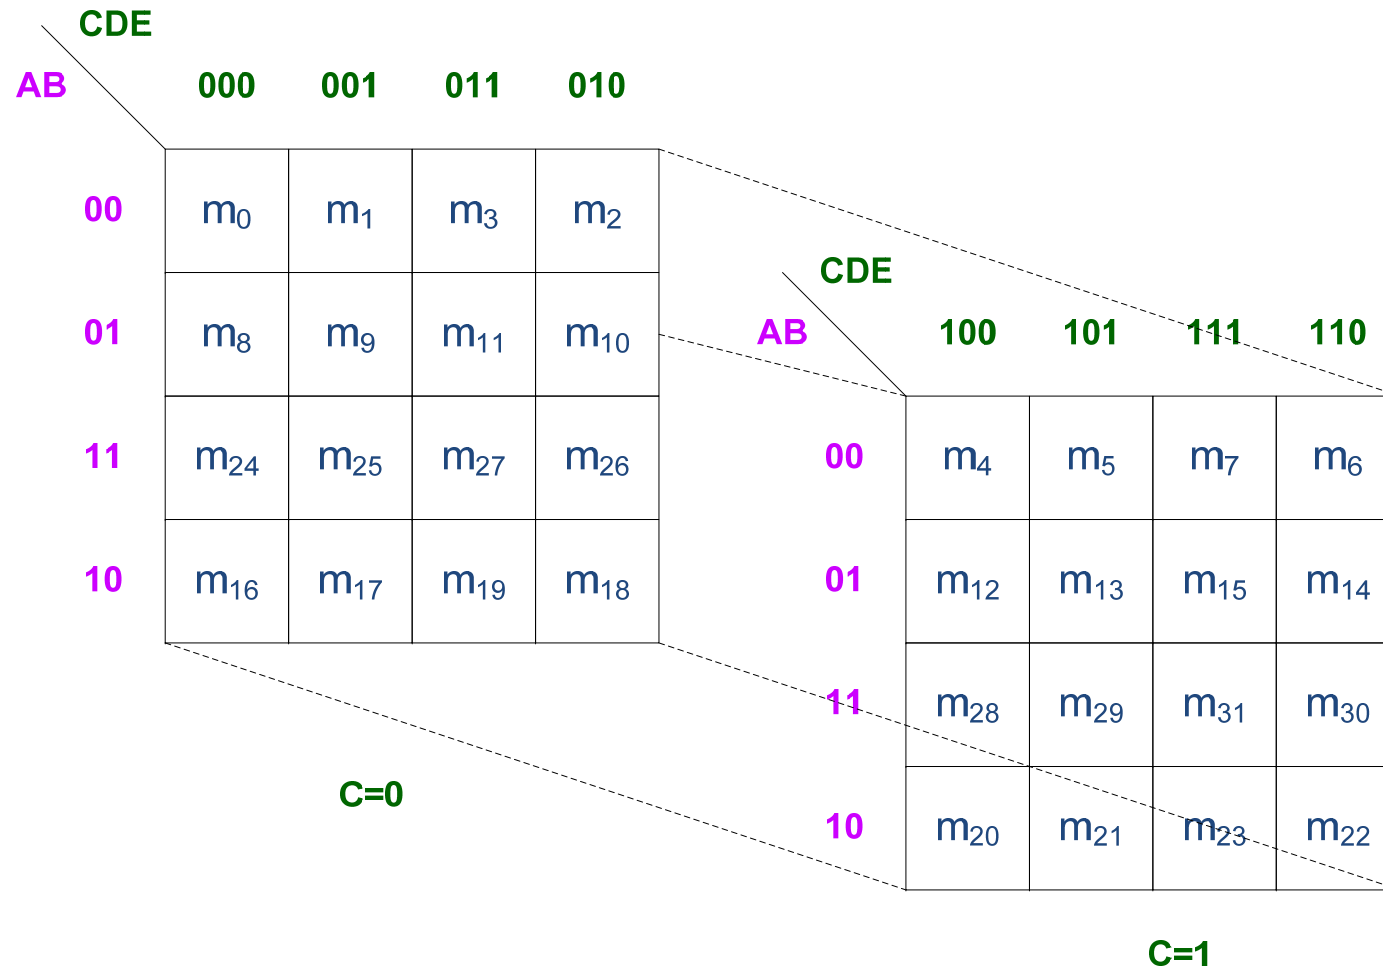 CDE
AB 000 001 011 010
00 m0 m1 m3 m2
01 m8 m9 m11 m10
11 m24 m25 m27 m26
10 m16 m17 m19 m18
C=0
CDE
AB 100 101 111 110
00 m4 m5 m7 m6
01 m12 m13 m15 m14
11 m28 m29 m31 m30
10 m20 m21 m23 m22
C=1